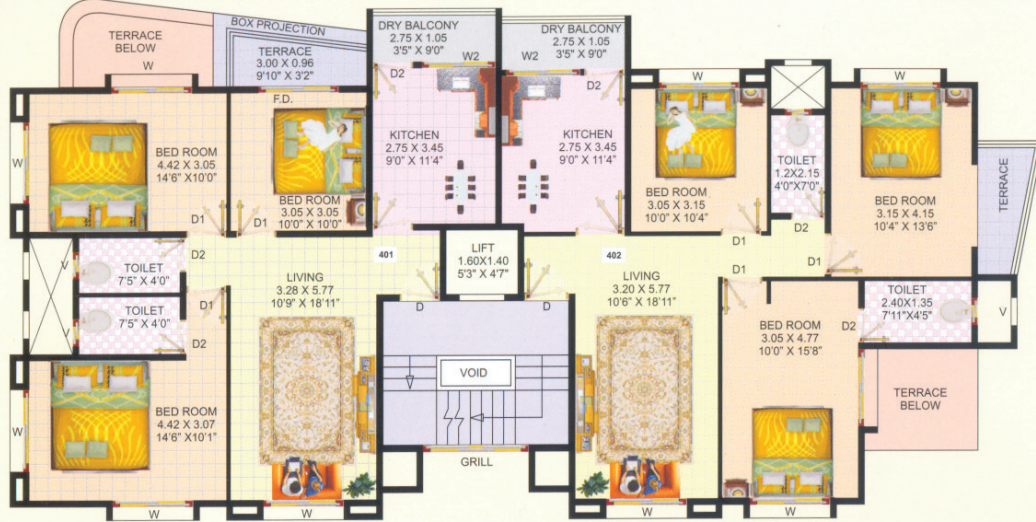 TERRACE
BELOW
W
BOX PROJECTION
TERRACE
3.00 X 0.96
9'10" X 3'2"
F.D.
DRY BALCONY
2.75 X 1.05
3'5" X 9'0"
W2
D2
DRY BALCONY
2.75 X 1.05
3'5" X 9'0"
W2
D2
W
W
W
BED ROOM
4.42 X 3.05
14'6" X10'0"
D1
BED ROOM
3.05 X 3.05
10'0" X 10'0"
D1
KITCHEN
2.75 X 3.45
9'0" X 11'4"
KITCHEN
2.75 X 3.45
9'0" X 11'4"
BED ROOM
3.05 X 3.15
10'0" X 10'4"
D1
TOILET
1.2X2.15
4'0"X7'0"
D2
BED ROOM
3.15 X 4.15
10'4" X 13'6"
D1
TERRACE
V
TOILET
7'5" X 4'0"
D2
401
LIFT
1.60X1.40
5'3" X 4'7"
402
LIVING
3.28 X 5.77
10'9" X 18'11"
D
D
LIVING
3.20 X 5.77
10'6" X 18'11"
D1
V
TOILET
7'5" X 4'0"
D1
D2
BED ROOM
3.05 X 4.77
10'0" X 15'8"
TOILET
2.40X1.35
7'11"X4'5"
D2
V
VOID
W
BED ROOM
4.42 X 3.07
14'6" X10'1"
TERRACE
BELOW
GRILL
W
W
W
W